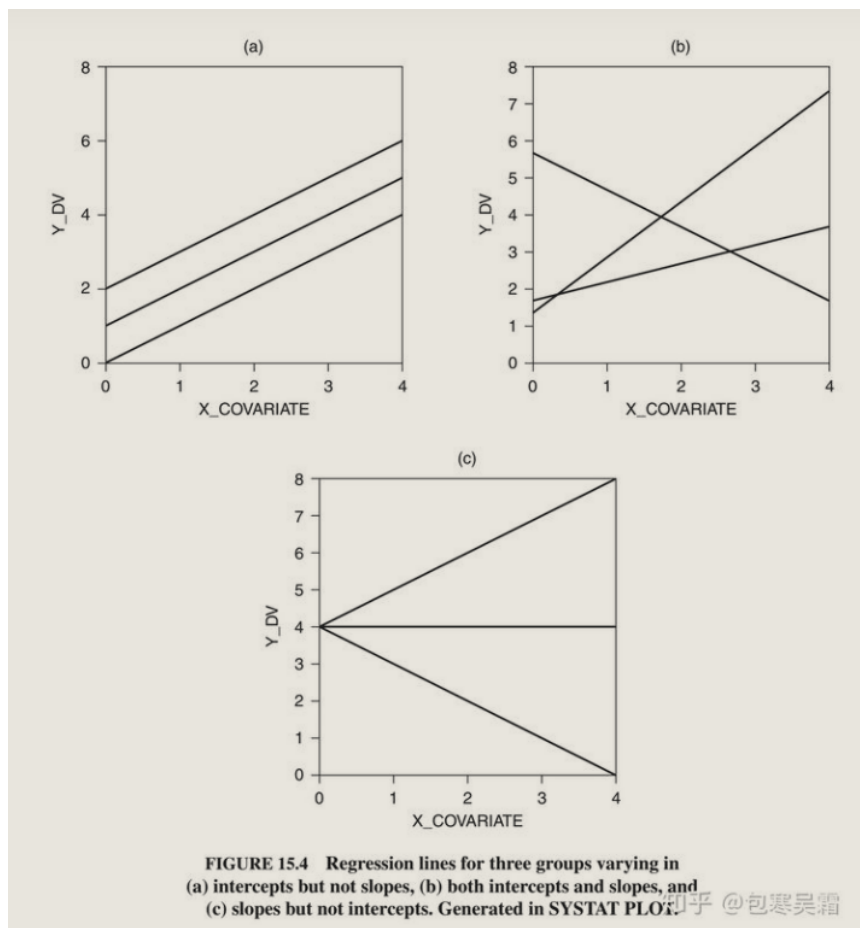 (a)
8
6
4
2
0
Y_DV
0 1 2 3 4
X_COVARIATE
(b)
8
7
6
5
4
3
2
1
0
Y_DV
0 1 2 3 4
X_COVARIATE
(c)
8
7
6
5
4
3
2
1
0
Y_DV
0 1 2 3 4
X_COVARIATE
FIGURE 15.4 Regression lines for three groups varying in
(a) intercepts but not slopes, (b) both intercepts and slopes, and
(c) slopes but not intercepts. Generated in SYSTAT PLOT.
知乎 @包寒吴霜